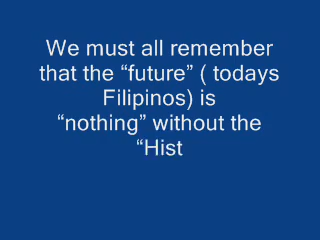 We must all remember
that the “future” ( todays
Filipinos) is
“nothing” without the
“Hist